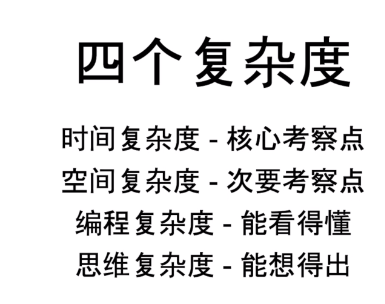 四个复杂度
时间复杂度 - 核心考察点
空间复杂度 - 次要考察点
编程复杂度 - 能看得懂
思维复杂度 - 能想得出